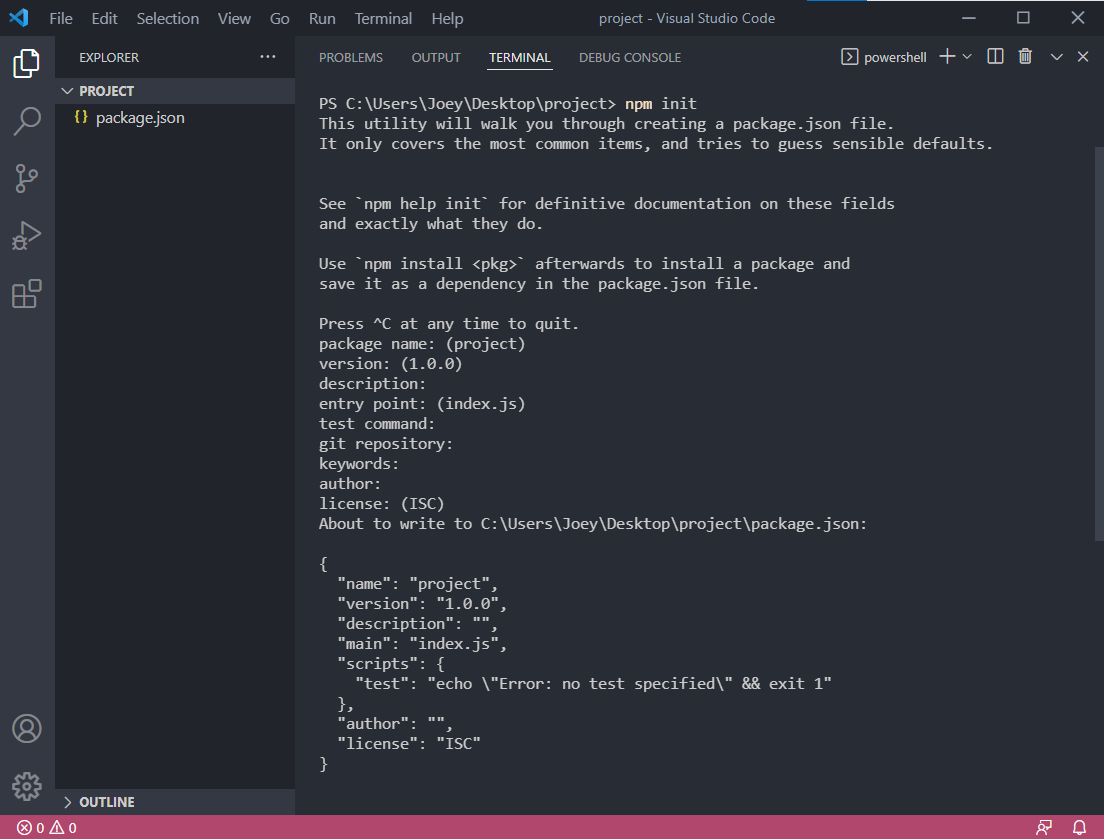 File Edit Selection View Go Run Terminal Help project - Visual Studio Code
EXPLORER
PROJECT
{} package.json
OUTLINE
PROBLEMS OUTPUT TERMINAL DEBUG CONSOLE powershell
PS C:\Users\Joey\Desktop\project> npm init
This utility will walk you through creating a package.json file.
It only covers the most common items, and tries to guess sensible defaults.
See `npm help init` for definitive documentation on these fields
and exactly what they do.
Use `npm install <pkg>` afterwards to install a package and
save it as a dependency in the package.json file.
Press ^C at any time to quit.
package name: (project)
version: (1.0.0)
description:
entry point: (index.js)
test command:
git repository:
keywords:
author:
license: (ISC)
About to write to C:\Users\Joey\Desktop\project\package.json:
{
  "name": "project",
  "version": "1.0.0",
  "description": "",
  "main": "index.js",
  "scripts": {
    "test": "echo \"Error: no test specified\" && exit 1"
  },
  "author": "",
  "license": "ISC"
}
0 0